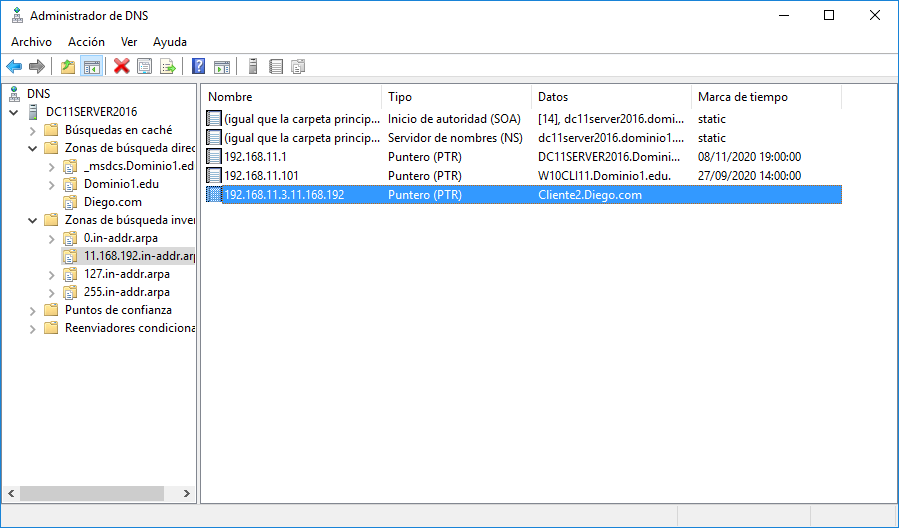 Administrador de DNS
Archivo Acción Ver Ayuda
DNS
DC11SERVER2016
Búsquedas en caché
Zonas de búsqueda direc
_msdcs.Dominio1.ed
Dominio1.edu
Diego.com
Zonas de búsqueda inver
0.in-addr.arpa
11.168.192.in-addr.arp
127.in-addr.arpa
255.in-addr.arpa
Puntos de confianza
Reenviadores condiciona
Nombre Tipo Datos Marca de tiempo
(igual que la carpeta princip... Inicio de autoridad (SOA) [14], dc11server2016.domi... static
(igual que la carpeta princip... Servidor de nombres (NS) dc11server2016.dominio1.... static
192.168.11.1 Puntero (PTR) DC11SERVER2016.Domini... 08/11/2020 19:00:00
192.168.11.101 Puntero (PTR) W10CLI11.Dominio1.edu. 27/09/2020 14:00:00
192.168.11.3.11.168.192 Puntero (PTR) Cliente2.Diego.com